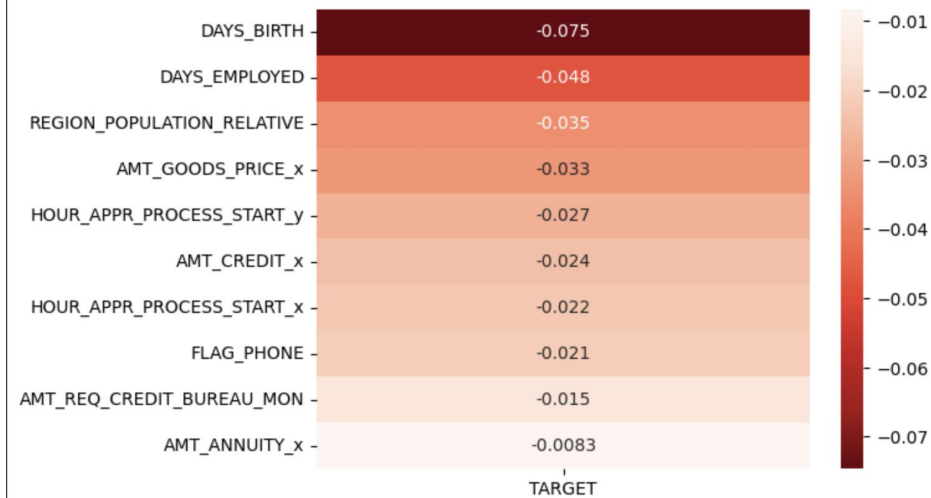 DAYS_BIRTH -0.075
DAYS_EMPLOYED -0.048
REGION_POPULATION_RELATIVE -0.035
AMT_GOODS_PRICE_x -0.033
HOUR_APPR_PROCESS_START_y -0.027
AMT_CREDIT_x -0.024
HOUR_APPR_PROCESS_START_x -0.022
FLAG_PHONE -0.021
AMT_REQ_CREDIT_BUREAU_MON -0.015
AMT_ANNUITY_x -0.0083
TARGET
−0.01
−0.02
−0.03
−0.04
−0.05
−0.06
−0.07